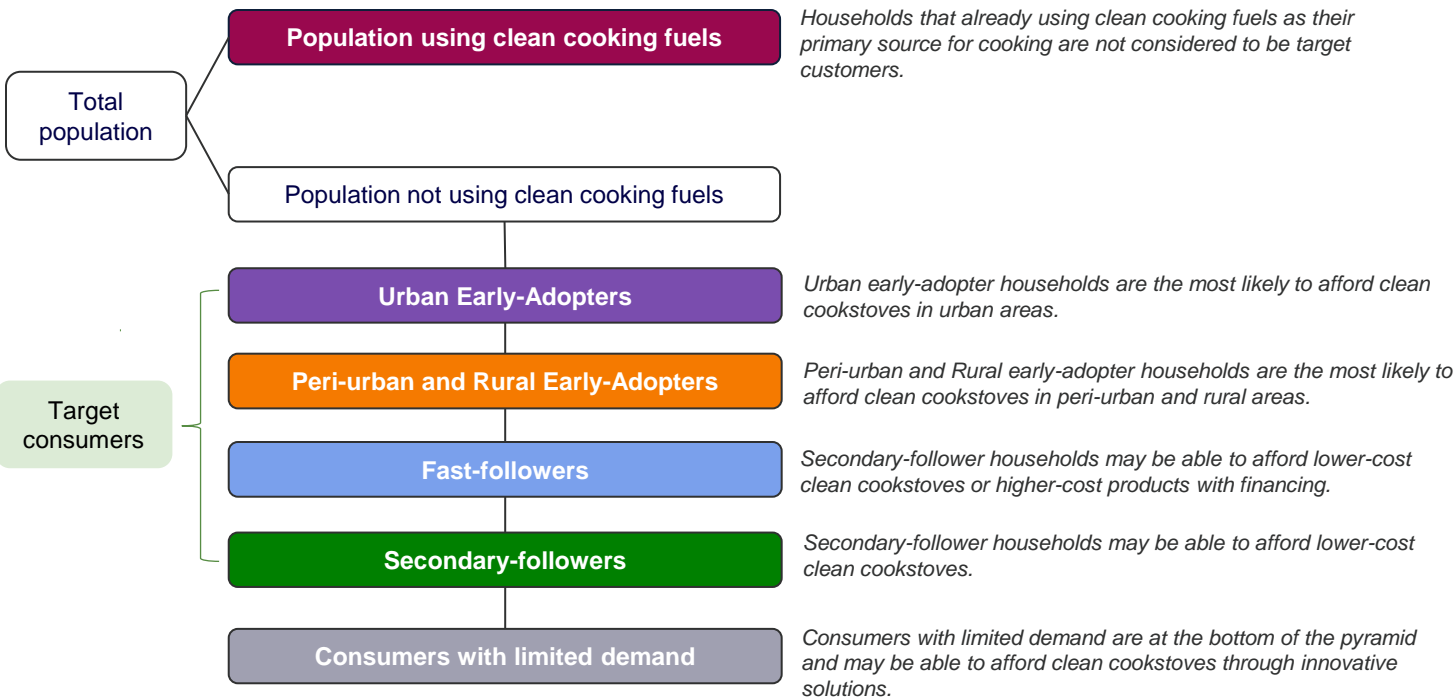 Population using clean cooking fuels
Households that already using clean cooking fuels as their
primary source for cooking are not considered to be target
customers.
Total
population
Population not using clean cooking fuels
Urban Early-Adopters
Urban early-adopter households are the most likely to afford clean
cookstoves in urban areas.
Peri-urban and Rural Early-Adopters
Peri-urban and Rural early-adopter households are the most likely to
afford clean cookstoves in peri-urban and rural areas.
Target
consumers
Fast-followers
Secondary-follower households may be able to afford lower-cost
clean cookstoves or higher-cost products with financing.
Secondary-followers
Secondary-follower households may be able to afford lower-cost
clean cookstoves.
Consumers with limited demand
Consumers with limited demand are at the bottom of the pyramid
and may be able to afford clean cookstoves through innovative
solutions.